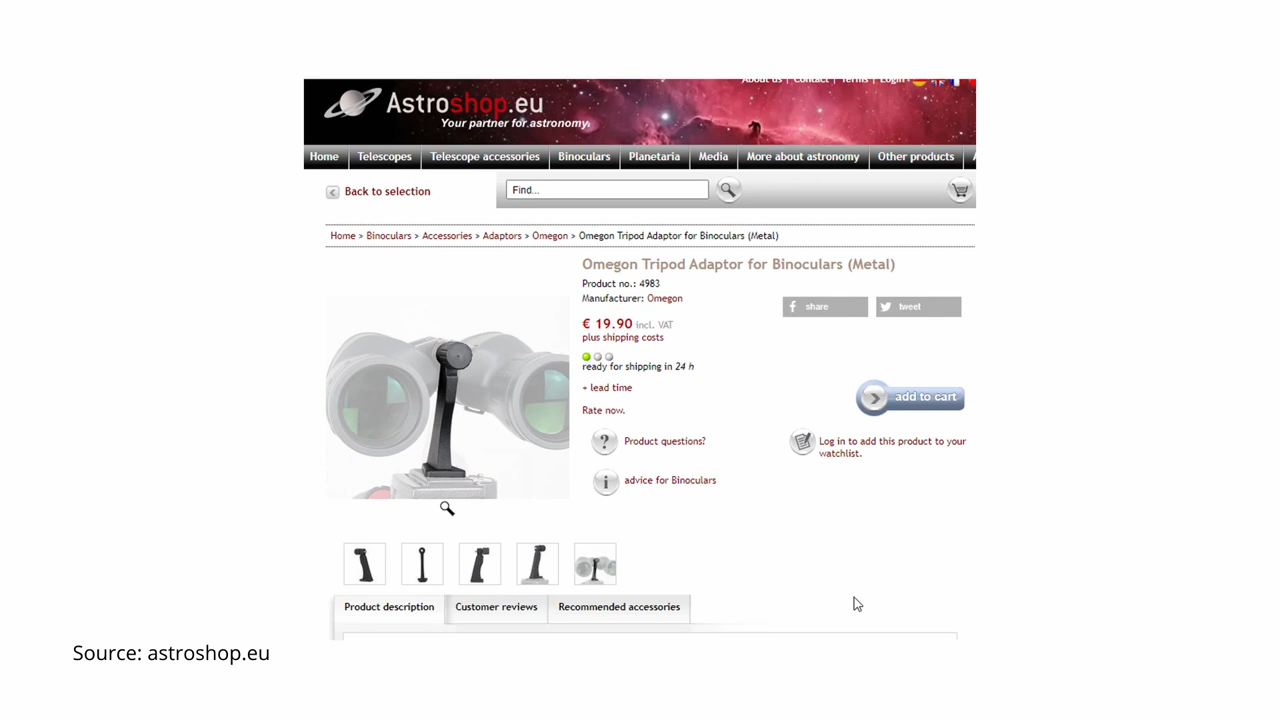 About us | Contact | Terms | Login
Astroshop.eu
Your partner for astronomy.
Home Telescopes Telescope accessories Binoculars Planetaria Media More about astronomy Other products
Back to selection
Find...
Home > Binoculars > Accessories > Adaptors > Omegon > Omegon Tripod Adaptor for Binoculars (Metal)
Omegon Tripod Adaptor for Binoculars (Metal)
Product no.: 4983
Manufacturer: Omegon
share tweet
€ 19.90 incl. VAT
plus shipping costs
ready for shipping in 24 h
+ lead time
add to cart
Rate now.
Product questions?
Log in to add this product to your
watchlist.
advice for Binoculars
Product description Customer reviews Recommended accessories
Source: astroshop.eu